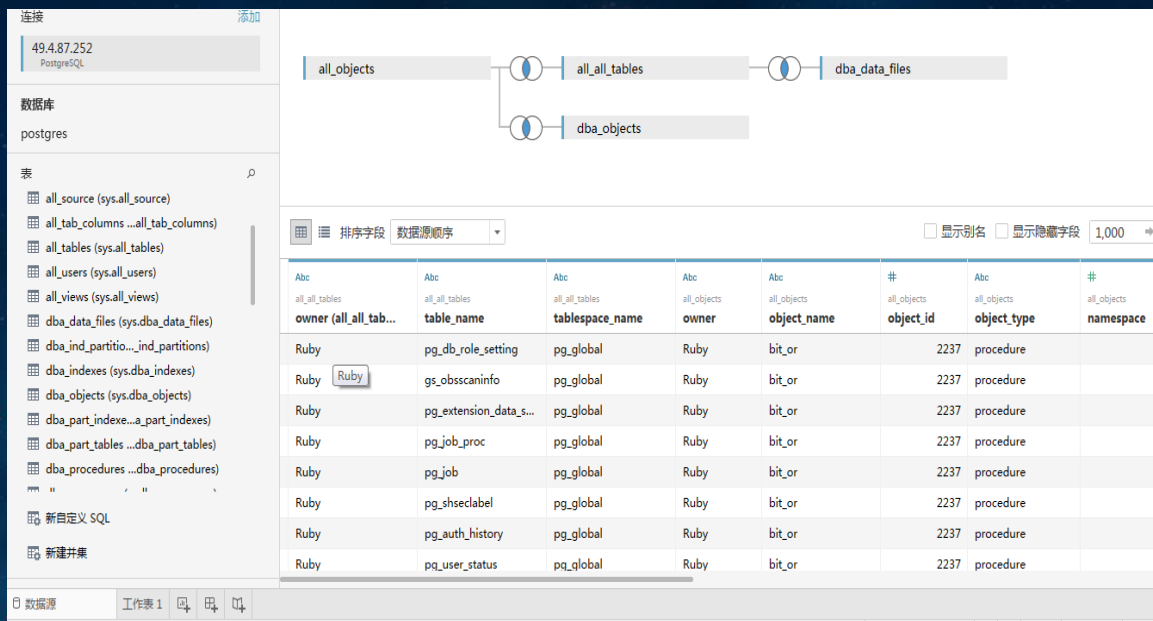 连接 添加
49.4.87.252
PostgreSQL
数据库
postgres
表
all_source (sys.all_source)
all_tab_columns ...all_tab_columns)
all_tables (sys.all_tables)
all_users (sys.all_users)
all_views (sys.all_views)
dba_data_files (sys.dba_data_files)
dba_ind_partitio..._ind_partitions)
dba_indexes (sys.dba_indexes)
dba_objects (sys.dba_objects)
dba_part_indexe...a_part_indexes)
dba_part_tables ...dba_part_tables)
dba_procedures ...dba_procedures)
新自定义 SQL
新建并集
all_objects all_all_tables dba_data_files
dba_objects
排序字段 数据源顺序 显示别名 显示隐藏字段 1,000
Abc Abc Abc Abc Abc # Abc #
all_all_tables all_all_tables all_all_tables all_objects all_objects all_objects all_objects all_objects
owner (all_all_tab... table_name tablespace_name owner object_name object_id object_type namespace
Ruby pg_db_role_setting pg_global Ruby bit_or 2237 procedure
Ruby
Ruby gs_obsscaninfo pg_global Ruby bit_or 2237 procedure
Ruby pg_extension_data_s... pg_global Ruby bit_or 2237 procedure
Ruby pg_job_proc pg_global Ruby bit_or 2237 procedure
Ruby pg_job pg_global Ruby bit_or 2237 procedure
Ruby pg_shseclabel pg_global Ruby bit_or 2237 procedure
Ruby pg_auth_history pg_global Ruby bit_or 2237 procedure
Ruby pg_user_status pg_global Ruby bit_or 2237 procedure
数据源 工作表 1